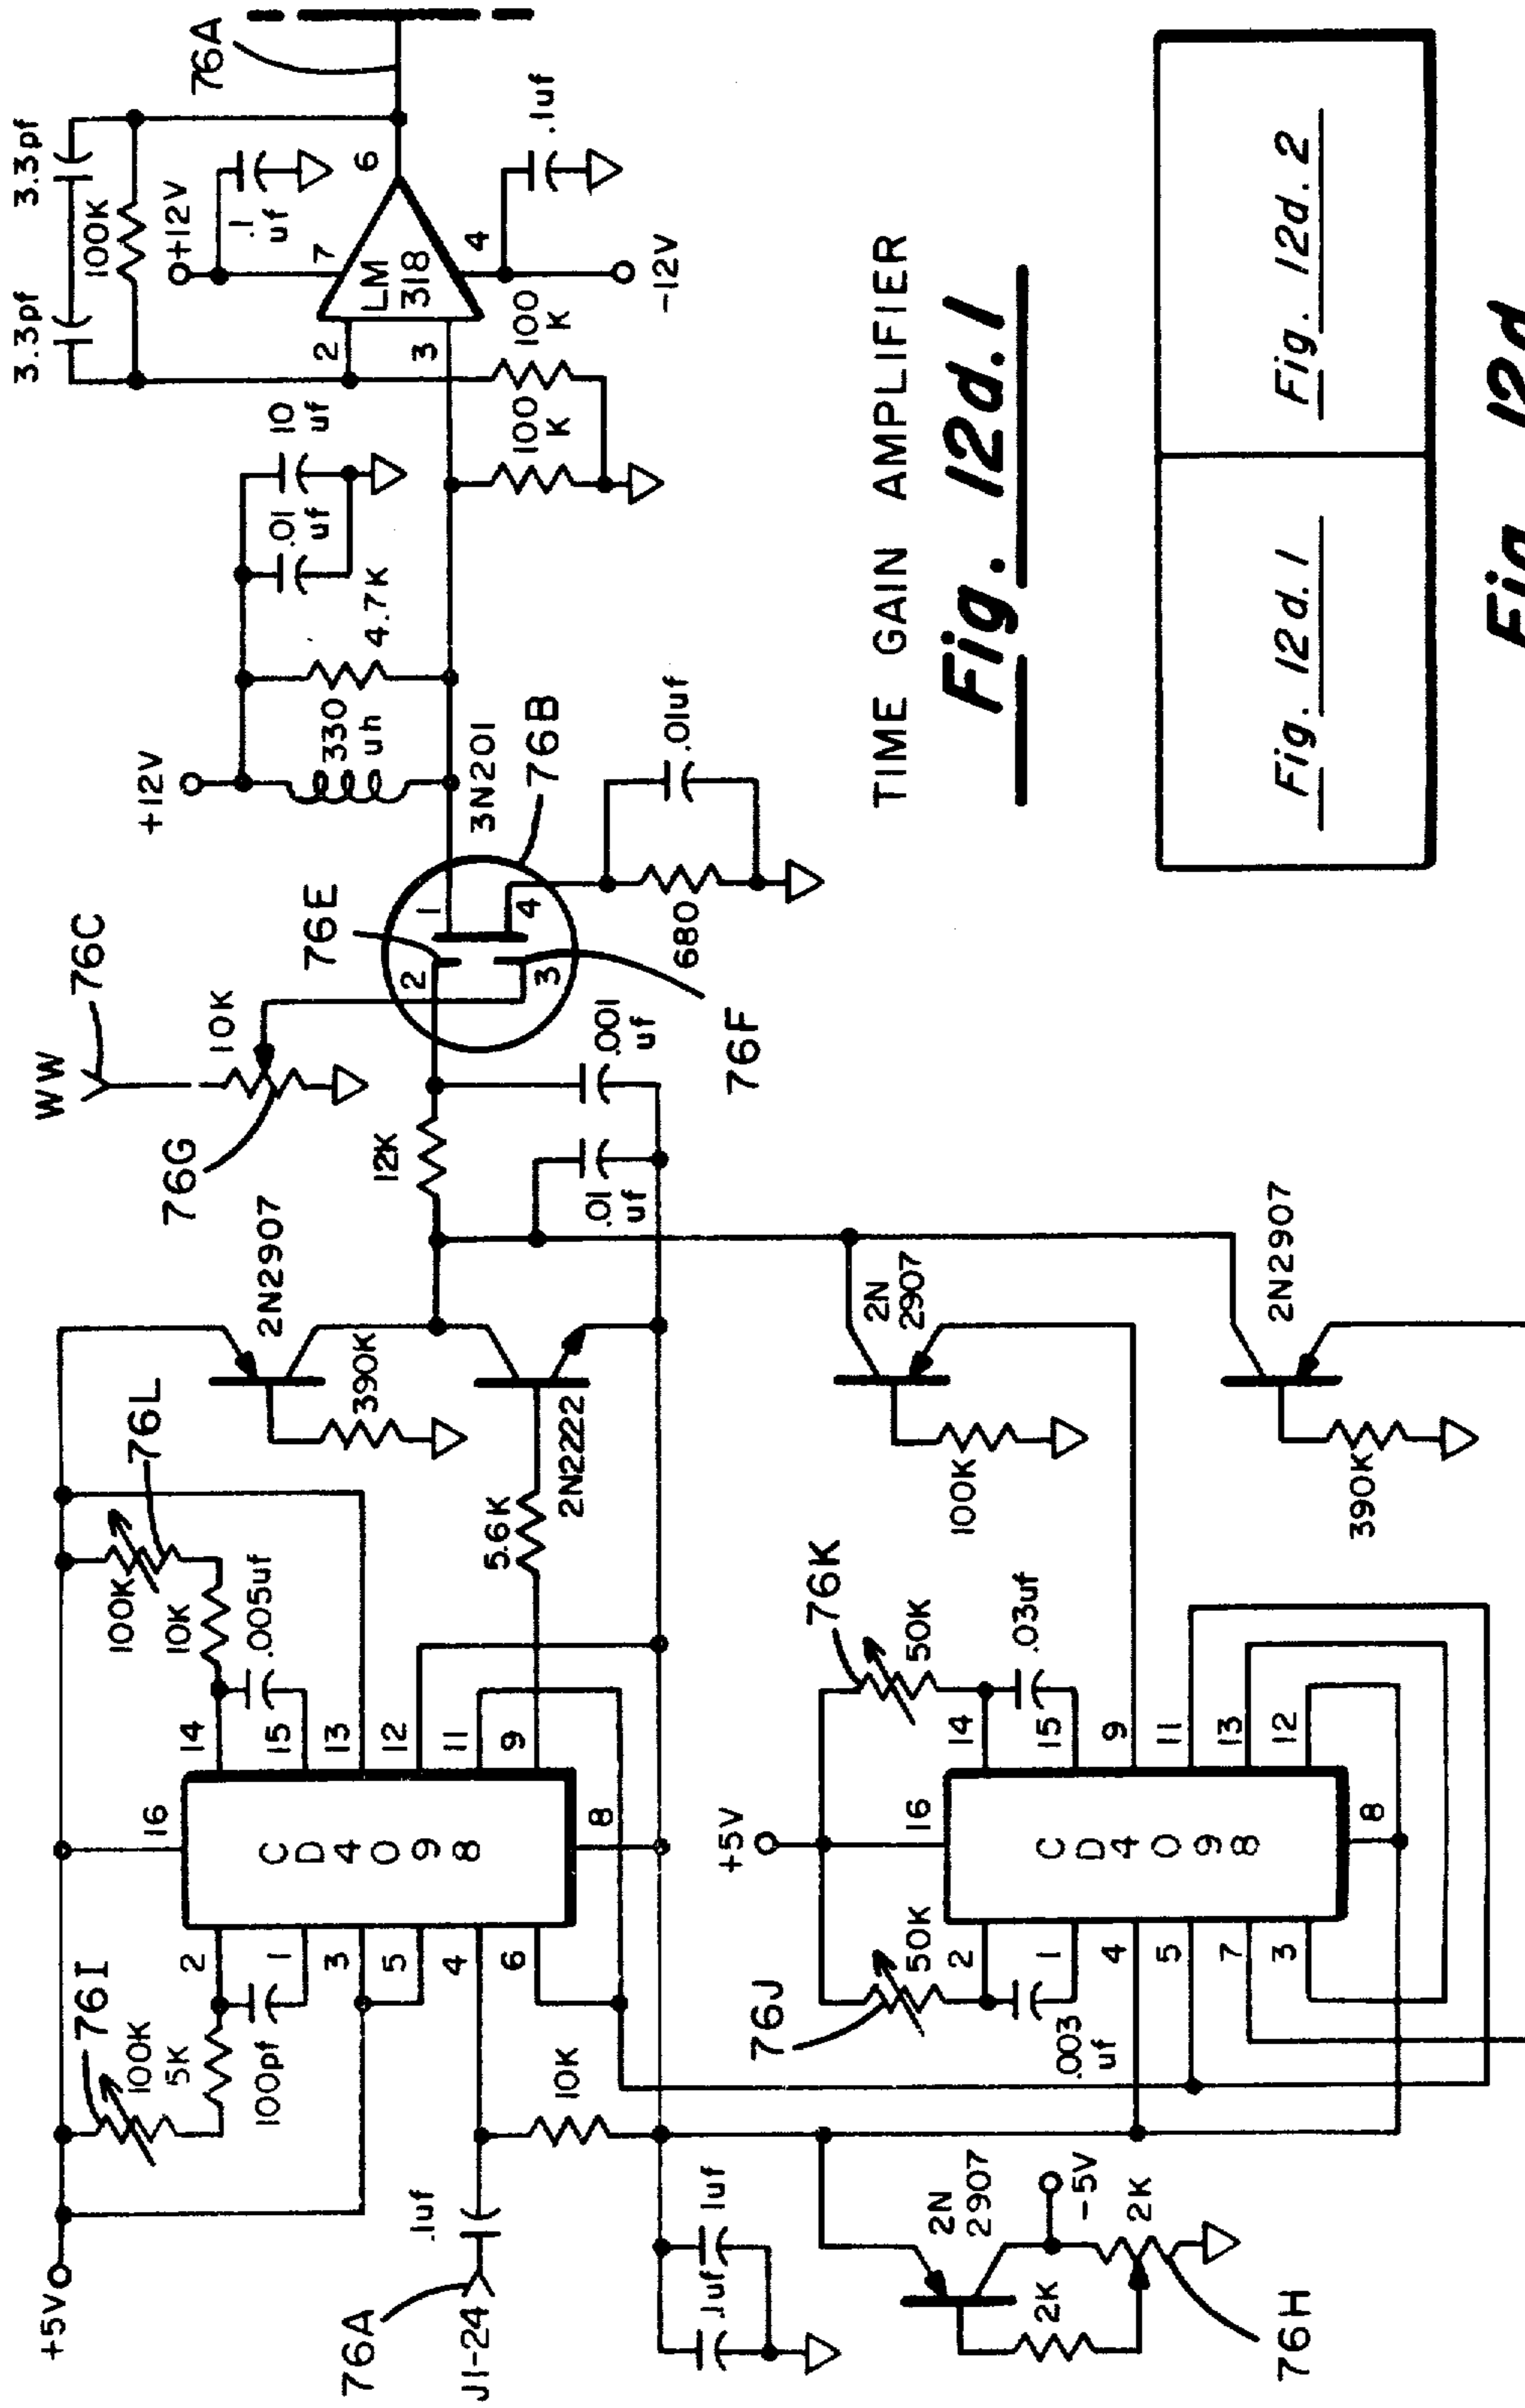 +5V
76I
100K
5K
100pf
2
1
3
5
4
6
16
CD4098
8
14
15
13
12
11
9
100K
10K
.005uf
76L
2N2907
390K
5.6K
2N2222
76A
J1-24
.1uf
10K
.1uf
1uf
2N
2907
-5V
2K
2K
76H
+5V
76J
50K
.003
uf
2
1
4
5
7
3
16
CD4098
8
14
15
9
11
13
12
76K
50K
.03uf
2N
2907
100K
2N2907
390K
12K
.01
uf
.001
uf
WW
76C
10K
76G
76E
76F
2
3
1
4
3N201
76B
680
.01uf
+12V
330
uh
4.7K
.01
uf
10
uf
100
K
100
K
3.3pf
3.3pf
100K
+12V
.1
uf
2
3
7
LM
318
4
6
-12V
.1uf
76A
TIME GAIN AMPLIFIER
Fig. 12d.1
Fig. 12d.1
Fig. 12d.2
Fig. 12d